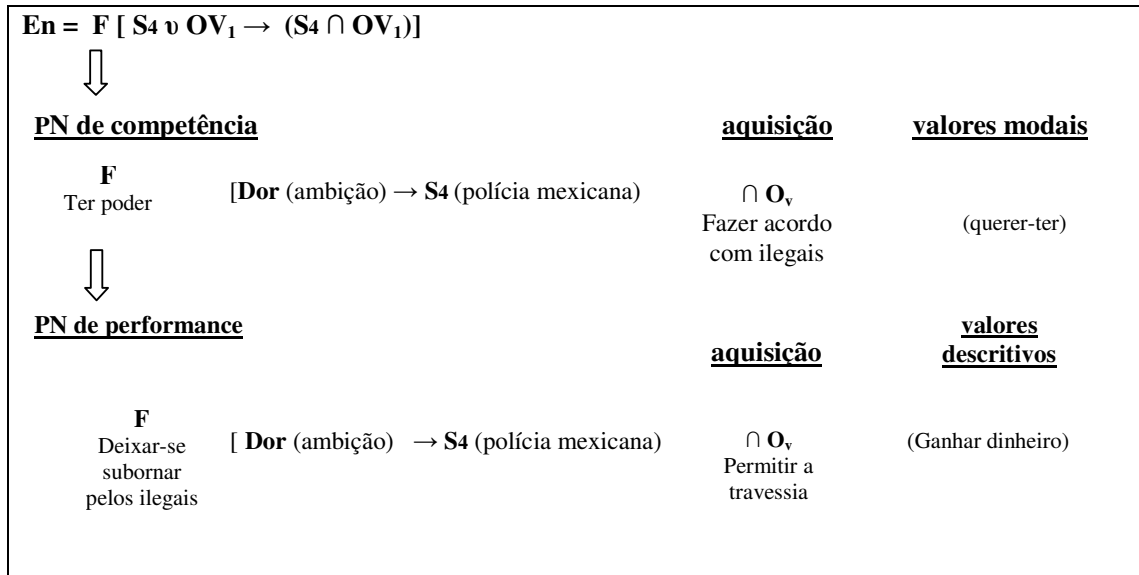 En = F [ S4 υ OV₁ → (S4 ∩ OV₁)]
PN de competência aquisição valores modais
F
Ter poder
[Dor (ambição) → S4 (polícia mexicana)
∩ Oᵥ
Fazer acordo
com ilegais
(querer-ter)
PN de performance
aquisição
valores
descritivos
F
Deixar-se
subornar
pelos ilegais
[ Dor (ambição) → S4 (polícia mexicana)
∩ Oᵥ
Permitir a
travessia
(Ganhar dinheiro)